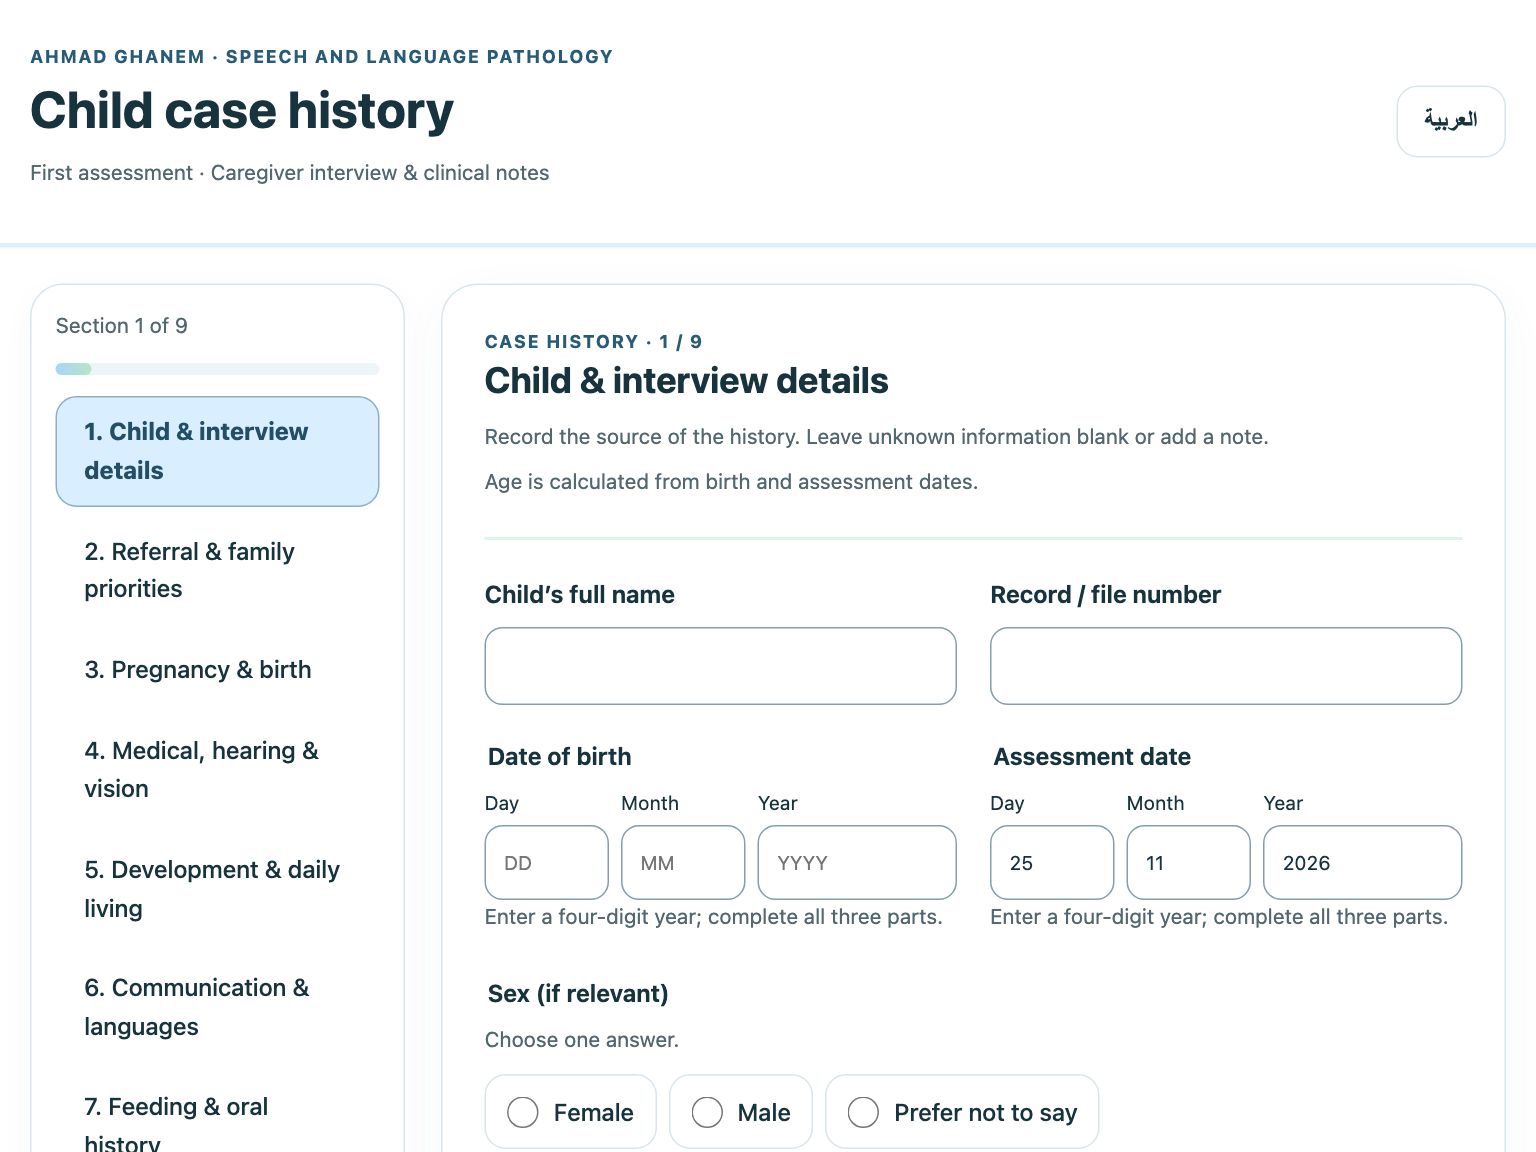 AHMAD GHANEM · SPEECH AND LANGUAGE PATHOLOGY
Child case history
First assessment · Caregiver interview & clinical notes
العربية
Section 1 of 9
1. Child & interview
details
2. Referral & family
priorities
3. Pregnancy & birth
4. Medical, hearing &
vision
5. Development & daily
living
6. Communication &
languages
7. Feeding & oral
history
CASE HISTORY · 1 / 9
Child & interview details
Record the source of the history. Leave unknown information blank or add a note.
Age is calculated from birth and assessment dates.
Child’s full name
Record / file number
Date of birth
Day Month Year
DD MM YYYY
Enter a four-digit year; complete all three parts.
Assessment date
Day Month Year
25 11 2026
Enter a four-digit year; complete all three parts.
Sex (if relevant)
Choose one answer.
Female Male Prefer not to say